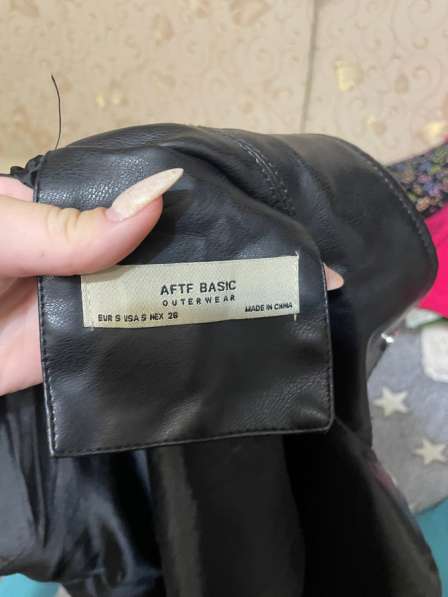 AFTF BASIC
OUTERWEAR
EUR S USA S MEX 26 MADE IN CHINA